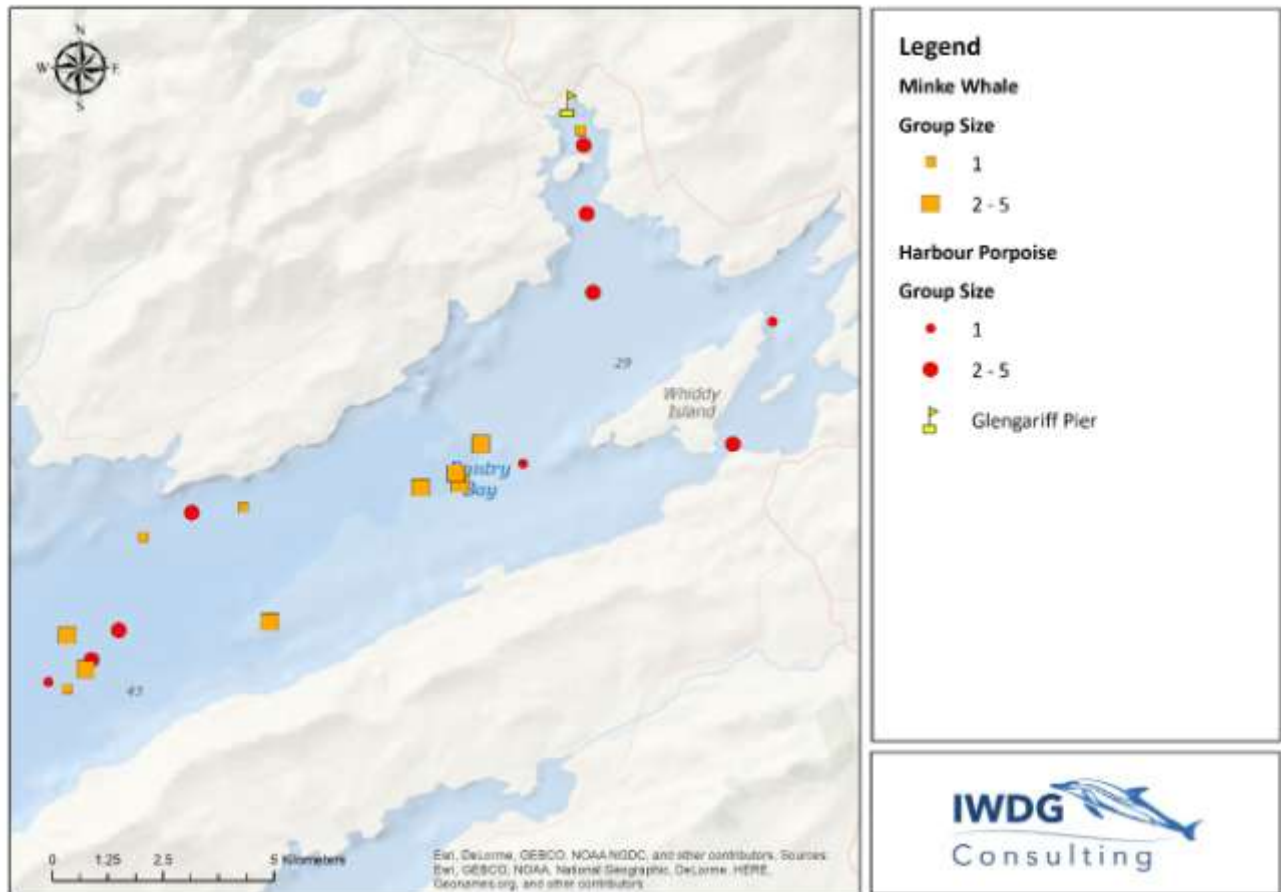 N
W E
S
29
Whiddy
Island
Bantry
Bay
43
0 1.25 2.5 5 Kilometers
Esri, DeLorme, GEBCO, NOAA NGDC, and other contributors, Sources:
Esri, GEBCO, NOAA, National Geographic, DeLorme, HERE,
Geonames.org, and other contributors
Legend
Minke Whale
Group Size
1
2 - 5
Harbour Porpoise
Group Size
1
2 - 5
Glengariff Pier
IWDG
Consulting